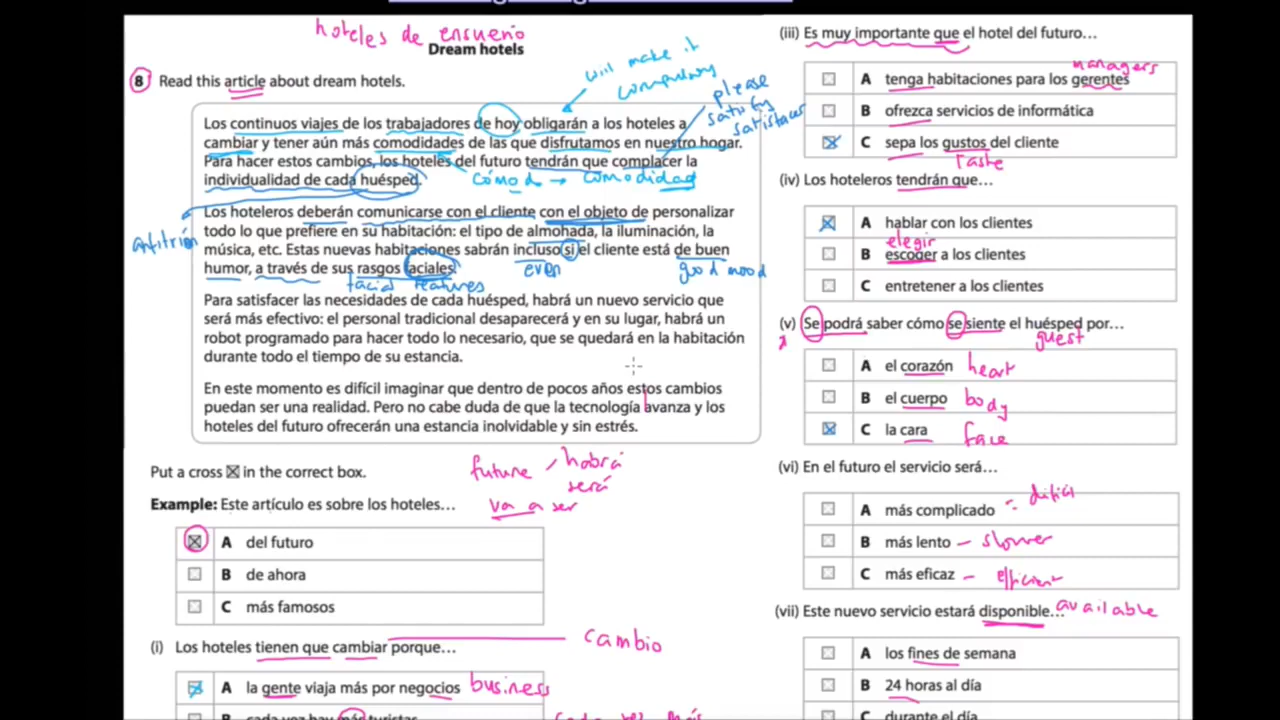 hoteles de ensueño
Dream hotels
8 Read this article about dream hotels.
will make it
compulsory
please
satisfy
satisfacer
Los continuos viajes de los trabajadores de hoy obligarán a los hoteles a
cambiar y tener aún más comodidades de las que disfrutamos en nuestro hogar.
Para hacer estos cambios, los hoteles del futuro tendrán que complacer la
individualidad de cada huésped.
cómod → comodidad
anfitrión
Los hoteleros deberán comunicarse con el cliente con el objeto de personalizar
todo lo que prefiere en su habitación: el tipo de almohada, la iluminación, la
música, etc. Estas nuevas habitaciones sabrán incluso si el cliente está de buen
humor, a través de sus rasgos faciales.
even
good mood
facial features
Para satisfacer las necesidades de cada huésped, habrá un nuevo servicio que
será más efectivo: el personal tradicional desaparecerá y en su lugar, habrá un
robot programado para hacer todo lo necesario, que se quedará en la habitación
durante todo el tiempo de su estancia.
En este momento es difícil imaginar que dentro de pocos años estos cambios
puedan ser una realidad. Pero no cabe duda de que la tecnología avanza y los
hoteles del futuro ofrecerán una estancia inolvidable y sin estrés.
Put a cross ☒ in the correct box.
future habrá
será
va a ser
Example: Este artículo es sobre los hoteles…
A del futuro
B de ahora
C más famosos
(i) Los hoteles tienen que cambiar porque…
cambio
A la gente viaja más por negocios business
B cada vez hay más turistas
cada vez más
(iii) Es muy importante que el hotel del futuro…
managers
A tenga habitaciones para los gerentes
B ofrezca servicios de informática
C sepa los gustos del cliente
taste
(iv) Los hoteleros tendrán que…
A hablar con los clientes
elegir
B escoger a los clientes
C entretener a los clientes
(v) Se podrá saber cómo se siente el huésped por…
guest
A el corazón heart
B el cuerpo body
C la cara face
(vi) En el futuro el servicio será…
A más complicado difícil
B más lento – slower
C más eficaz – efficient
(vii) Este nuevo servicio estará disponible… available
A los fines de semana
B 24 horas al día
C durante el día